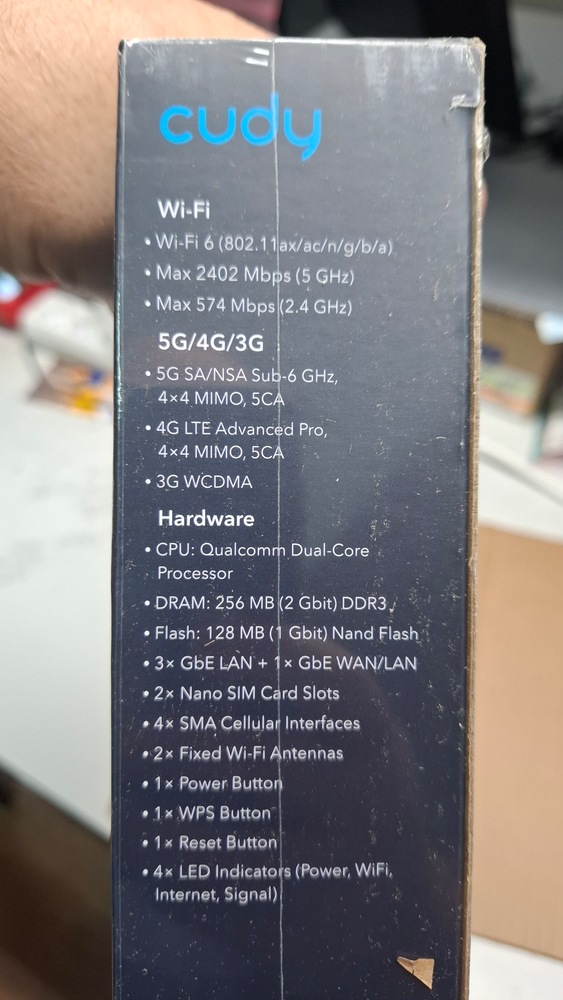 cudy
Wi-Fi
• Wi-Fi 6 (802.11ax/ac/n/g/b/a)
• Max 2402 Mbps (5 GHz)
• Max 574 Mbps (2.4 GHz)
5G/4G/3G
• 5G SA/NSA Sub-6 GHz,
4×4 MIMO, 5CA
• 4G LTE Advanced Pro,
4×4 MIMO, 5CA
• 3G WCDMA
Hardware
• CPU: Qualcomm Dual-Core
Processor
• DRAM: 256 MB (2 Gbit) DDR3
• Flash: 128 MB (1 Gbit) Nand Flash
• 3× GbE LAN + 1× GbE WAN/LAN
• 2× Nano SIM Card Slots
• 4× SMA Cellular Interfaces
• 2× Fixed Wi-Fi Antennas
• 1× Power Button
• 1× WPS Button
• 1× Reset Button
• 4× LED Indicators (Power, WiFi,
Internet, Signal)